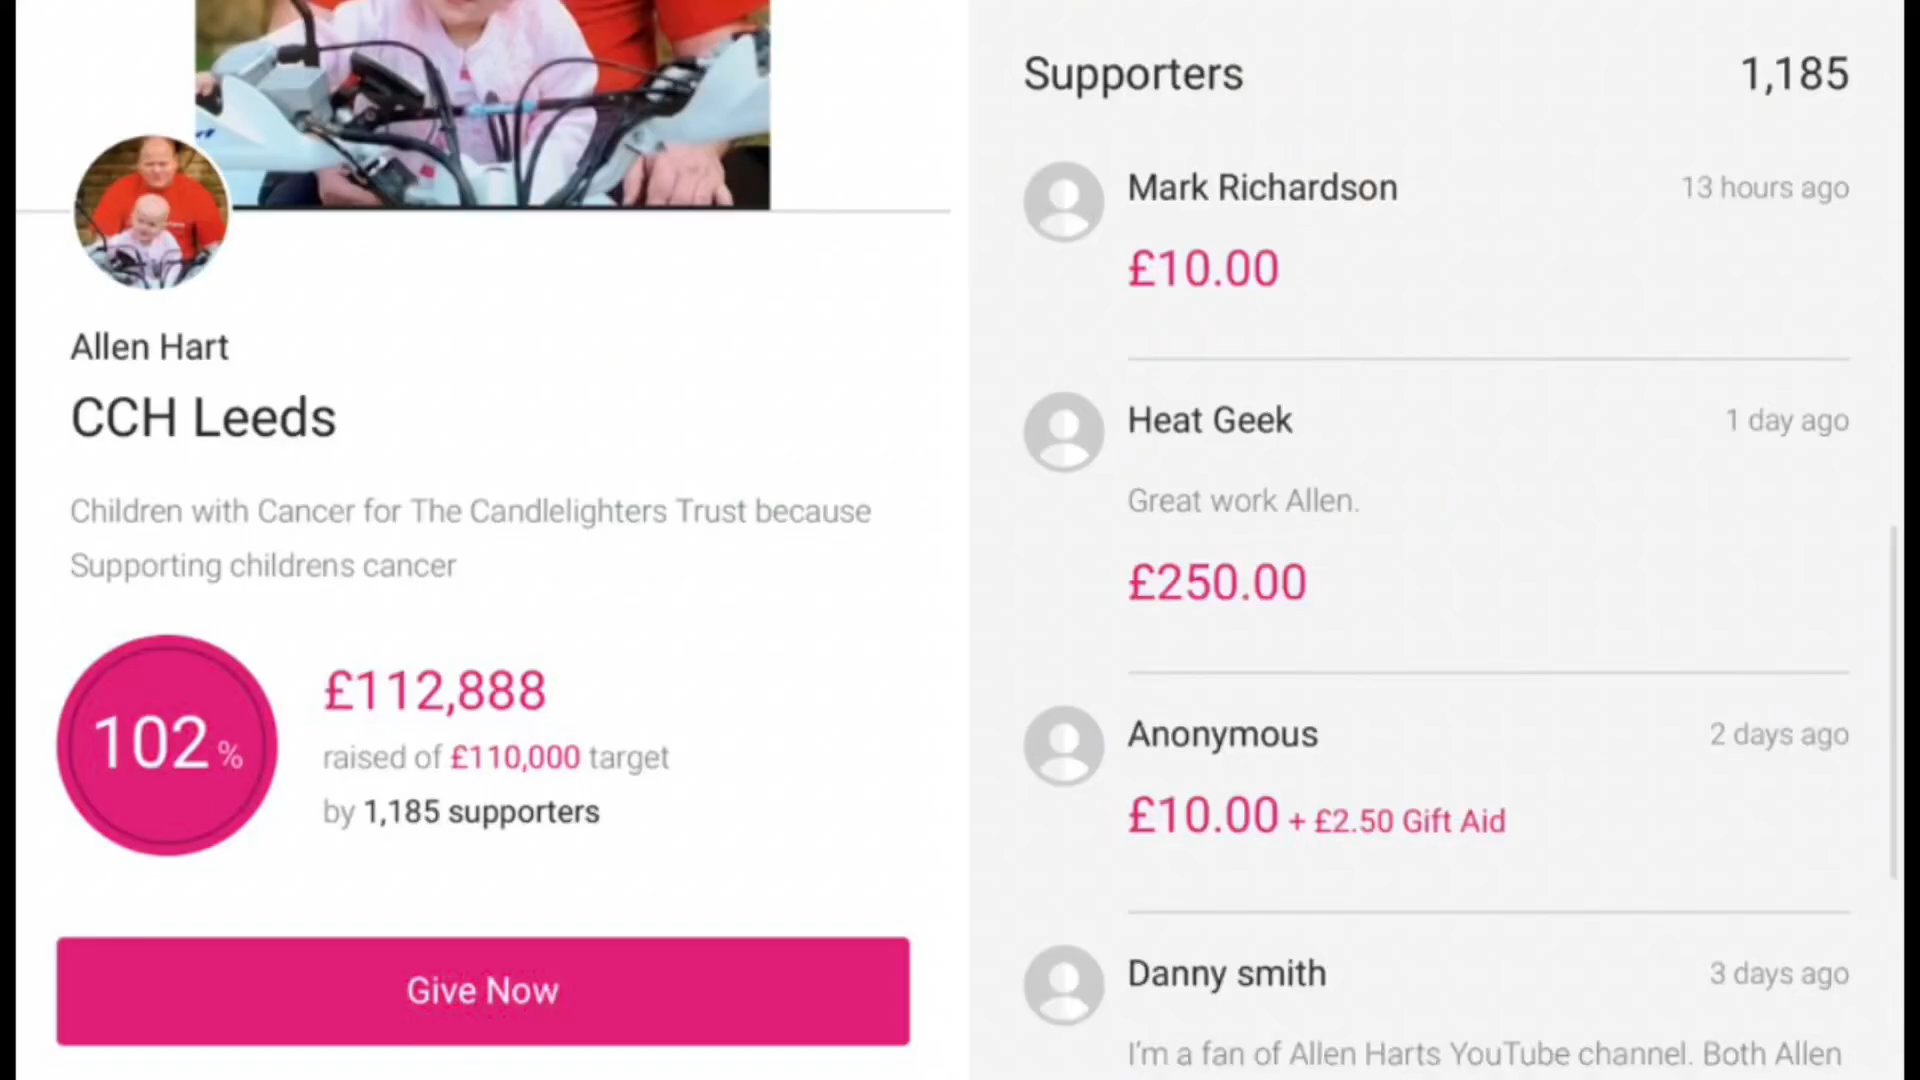 Allen Hart
CCH Leeds
Children with Cancer for The Candlelighters Trust because
Supporting childrens cancer
102 %
£112,888
raised of £110,000 target
by 1,185 supporters
Give Now
Supporters 1,185
Mark Richardson 13 hours ago
£10.00
Heat Geek 1 day ago
Great work Allen.
£250.00
Anonymous 2 days ago
£10.00 + £2.50 Gift Aid
Danny smith 3 days ago
I'm a fan of Allen Harts YouTube channel. Both Allen